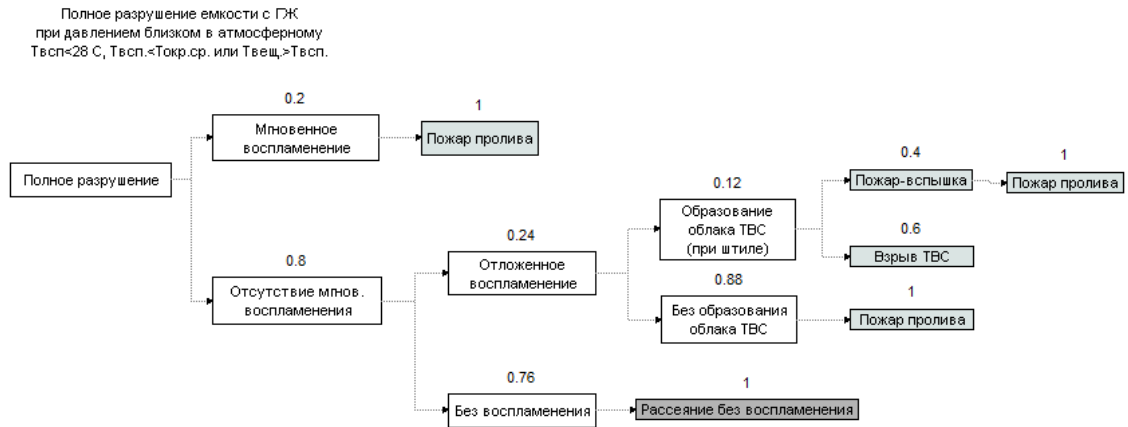 Полное разрушение емкости с ГЖ
при давлением близком в атмосферному
Твсп<28 С, Твсп.<Токр.ср. или Твещ.>Твсп.
0.2
1
Мгновенное
воспламенение
Пожар пролива
0.4
1
Полное разрушение
0.12
Пожар-вспышка
Пожар пролива
Образование
облака ТВС
(при штиле)
0.24
0.6
0.8
Отложенное
воспламенение
Взрыв ТВС
0.88
Отсутствие мгнов.
воспламенения
1
Без образования
облака ТВС
Пожар пролива
0.76
1
Без воспламенения
Рассеяние без воспламенения